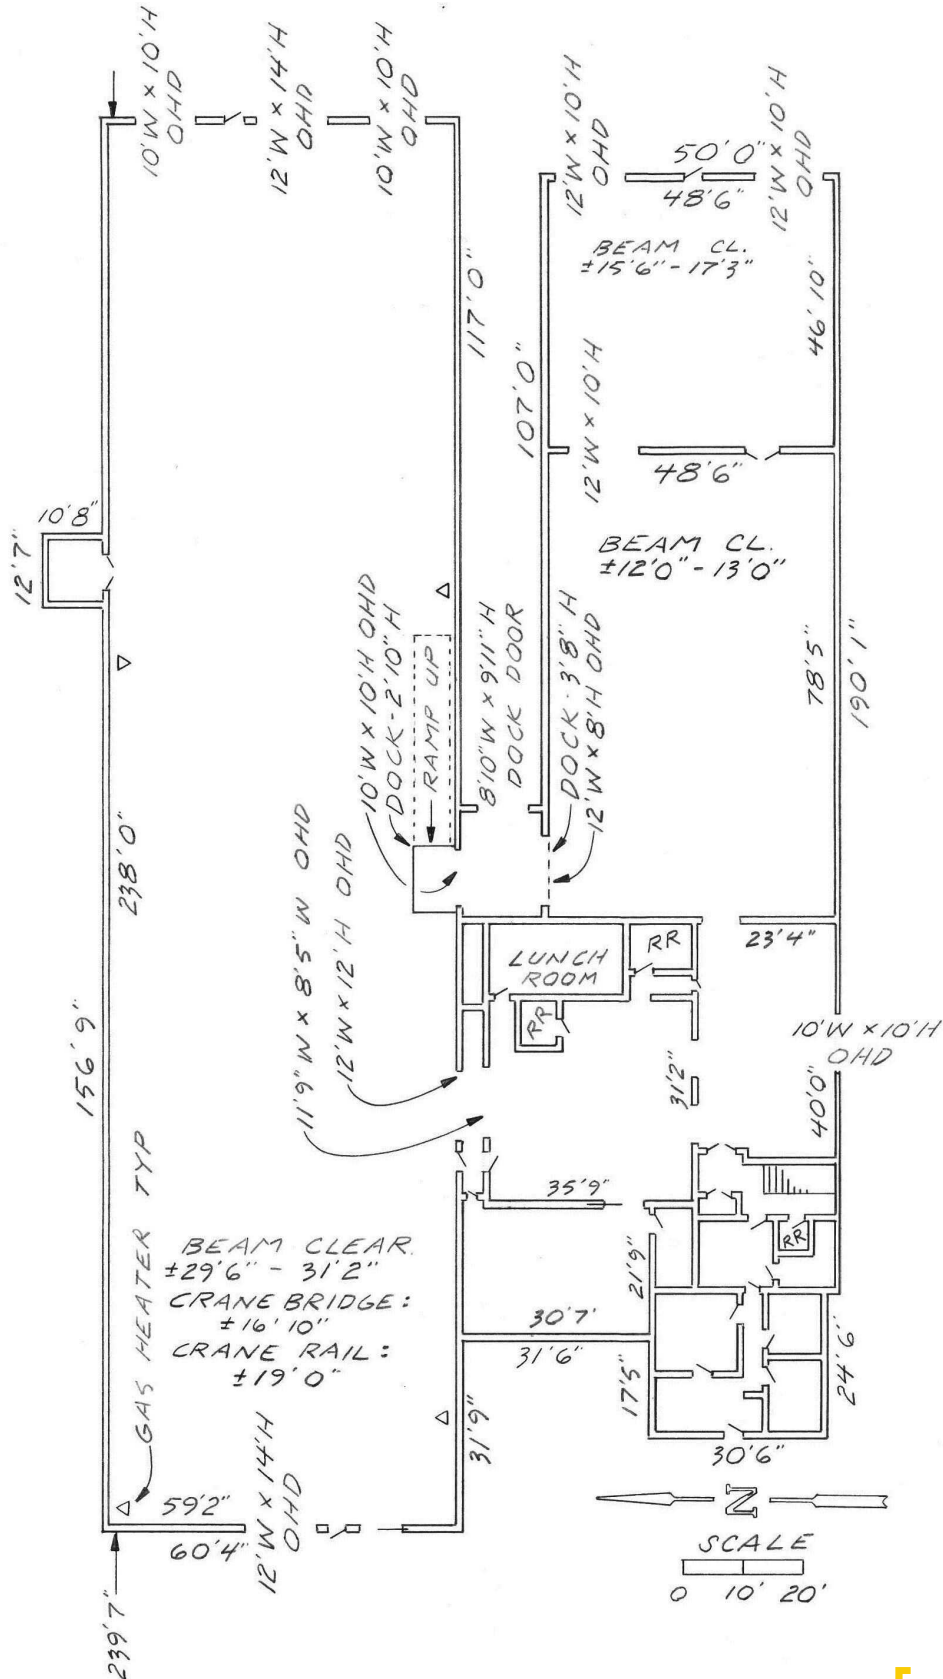 10'W x 10'H
OHD
12'W x 14'H
OHD
10'W x 10'H
OHD
12'W x 10'H
OHD
50'0"
48'6"
12'W x 10'H
OHD
BEAM CL.
±15'6" - 17'3"
117'0"
107'0"
12'W x 10'H
46'10"
48'6"
10'8"
12'7"
BEAM CL.
±12'0" - 13'0"
10'W x 10'H OHD
DOCK - 2'10" H
RAMP UP
8'10"W x 9'11" H
DOCK DOOR
DOCK - 3'8" H
12'W x 8'H OHD
78'5"
190'1"
238'0"
156'9"
11'9" W x 8'5" W OHD
12'W x 12'H OHD
LUNCH
ROOM
RR
RR
23'4"
10'W x 10'H
OHD
31'2"
40'0"
35'9"
GAS HEATER TYP
BEAM CLEAR
±29'6" - 31'2"
CRANE BRIDGE:
±16'10"
CRANE RAIL:
±19'0"
RR
21'9"
30'7'
31'6"
17'5"
24'6"
31'9"
30'6"
59'2"
60'4"
12'W x 14'H
OHD
239'7"
N
SCALE
0 10' 20'